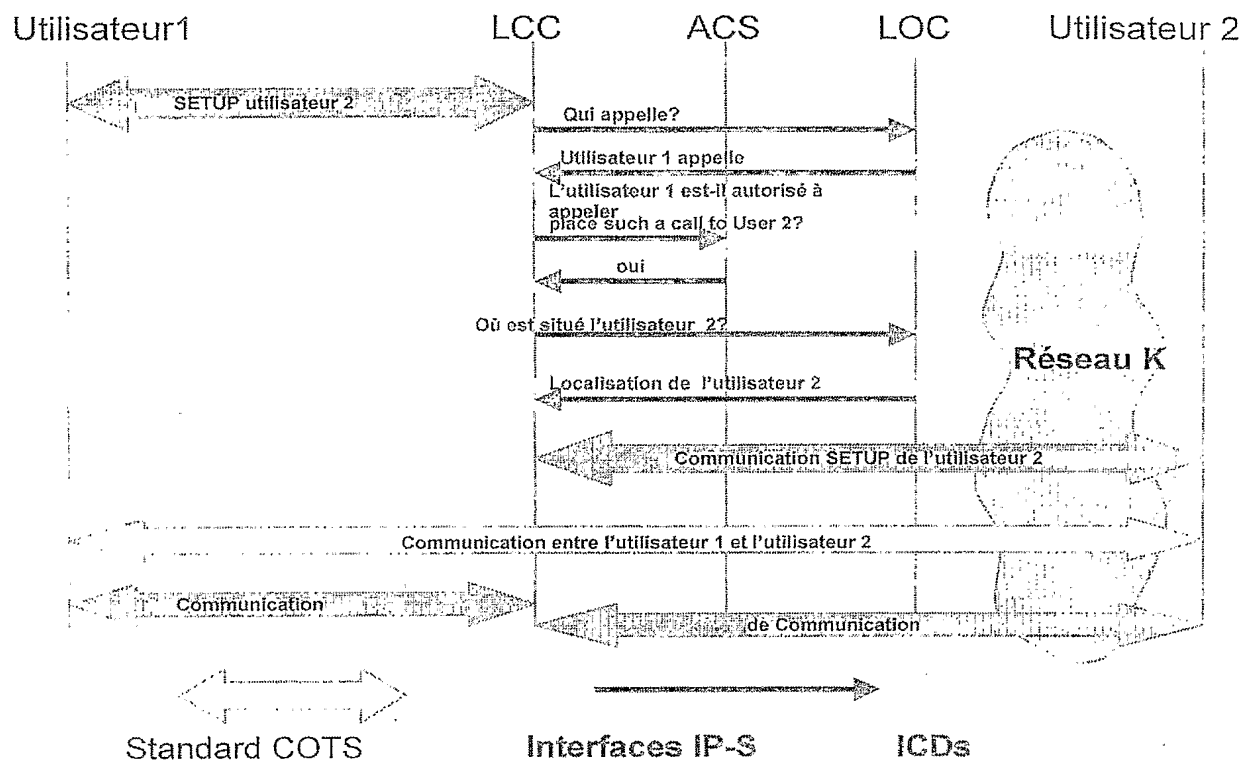 Utilisateur1 LCC ACS LOC Utilisateur 2
SETUP utilisateur 2
Qui appelle?
Utilisateur 1 appelle
L'utilisateur 1 est-il autorisé à
appeler
place such a call to User 2?
oui
Où est situé l'utilisateur 2?
Réseau K
Localisation de l'utilisateur 2
Communication SETUP de l'utilisateur 2
Communication entre l'utilisateur 1 et l'utilisateur 2
Communication
de Communication
Standard COTS Interfaces IP-S ICDs